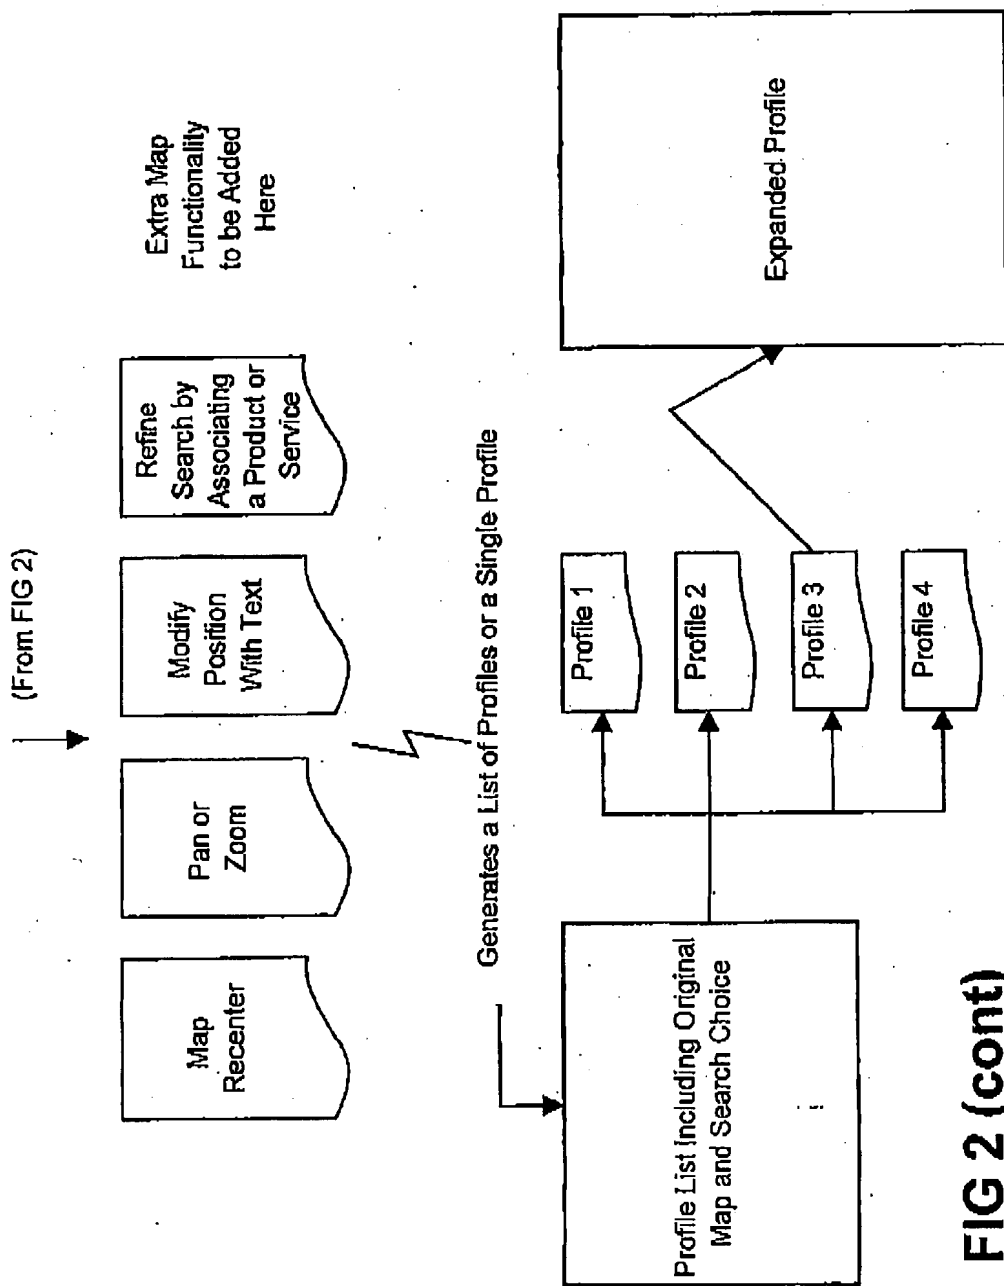 (From FIG 2)
Map
Recenter
Pan or
Zoom
Modify
Position
With Text
Refine
Search by
Associating
a Product or
Service
Extra Map
Functionality
to be Added
Here
Generates a List of Profiles or a Single Profile
Profile List Including Original
Map and Search Choice
Profile 1
Profile 2
Profile 3
Profile 4
Expanded Profile
FIG 2 (cont)